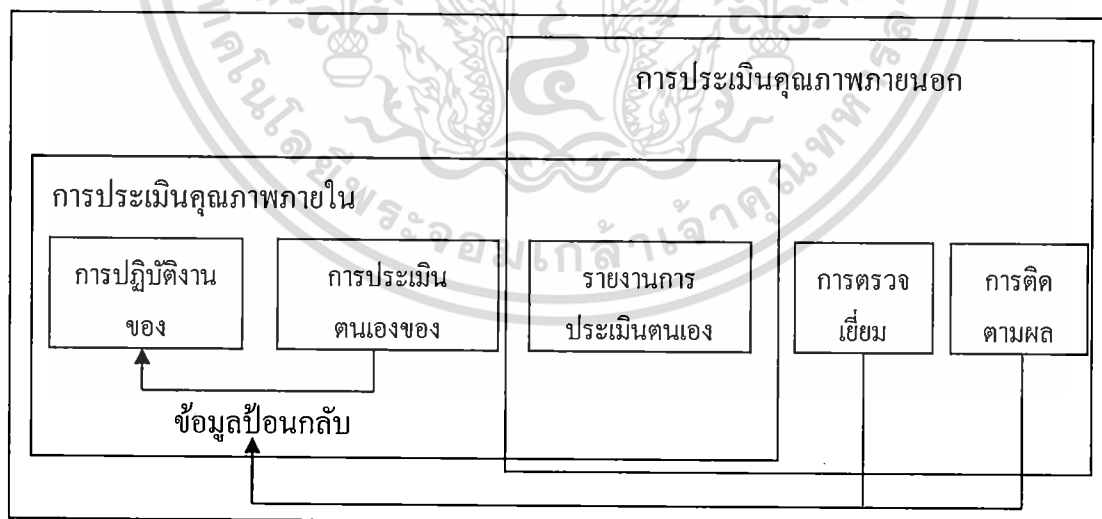 การประเมินคุณภาพภายนอก
การประเมินคุณภาพภายใน
การปฏิบัติงาน
ของ
การประเมิน
ตนเองของ
รายงานการ
ประเมินตนเอง
การตรวจ
เยี่ยม
การติด
ตามผล
ข้อมูลป้อนกลับ